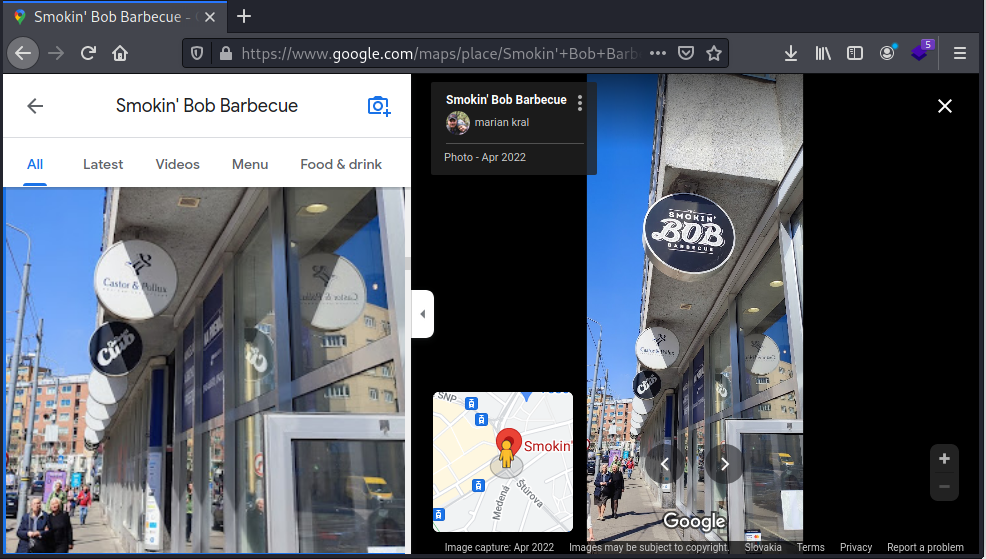 Smokin' Bob Barbecue -
https://www.google.com/maps/place/Smokin'+Bob+Barb
5
Smokin' Bob Barbecue
All
Latest
Videos
Menu
Food & drink
Castor & Pollux
Club
Smokin' Bob Barbecue
marian kral
Photo - Apr 2022
SMOKIN'
BOB
BARBECUE
SNP
Smokin'
Medená
Štúrova
Google
Image capture: Apr 2022
Images may be subject to copyright.
Slovakia
Terms
Privacy
Report a problem